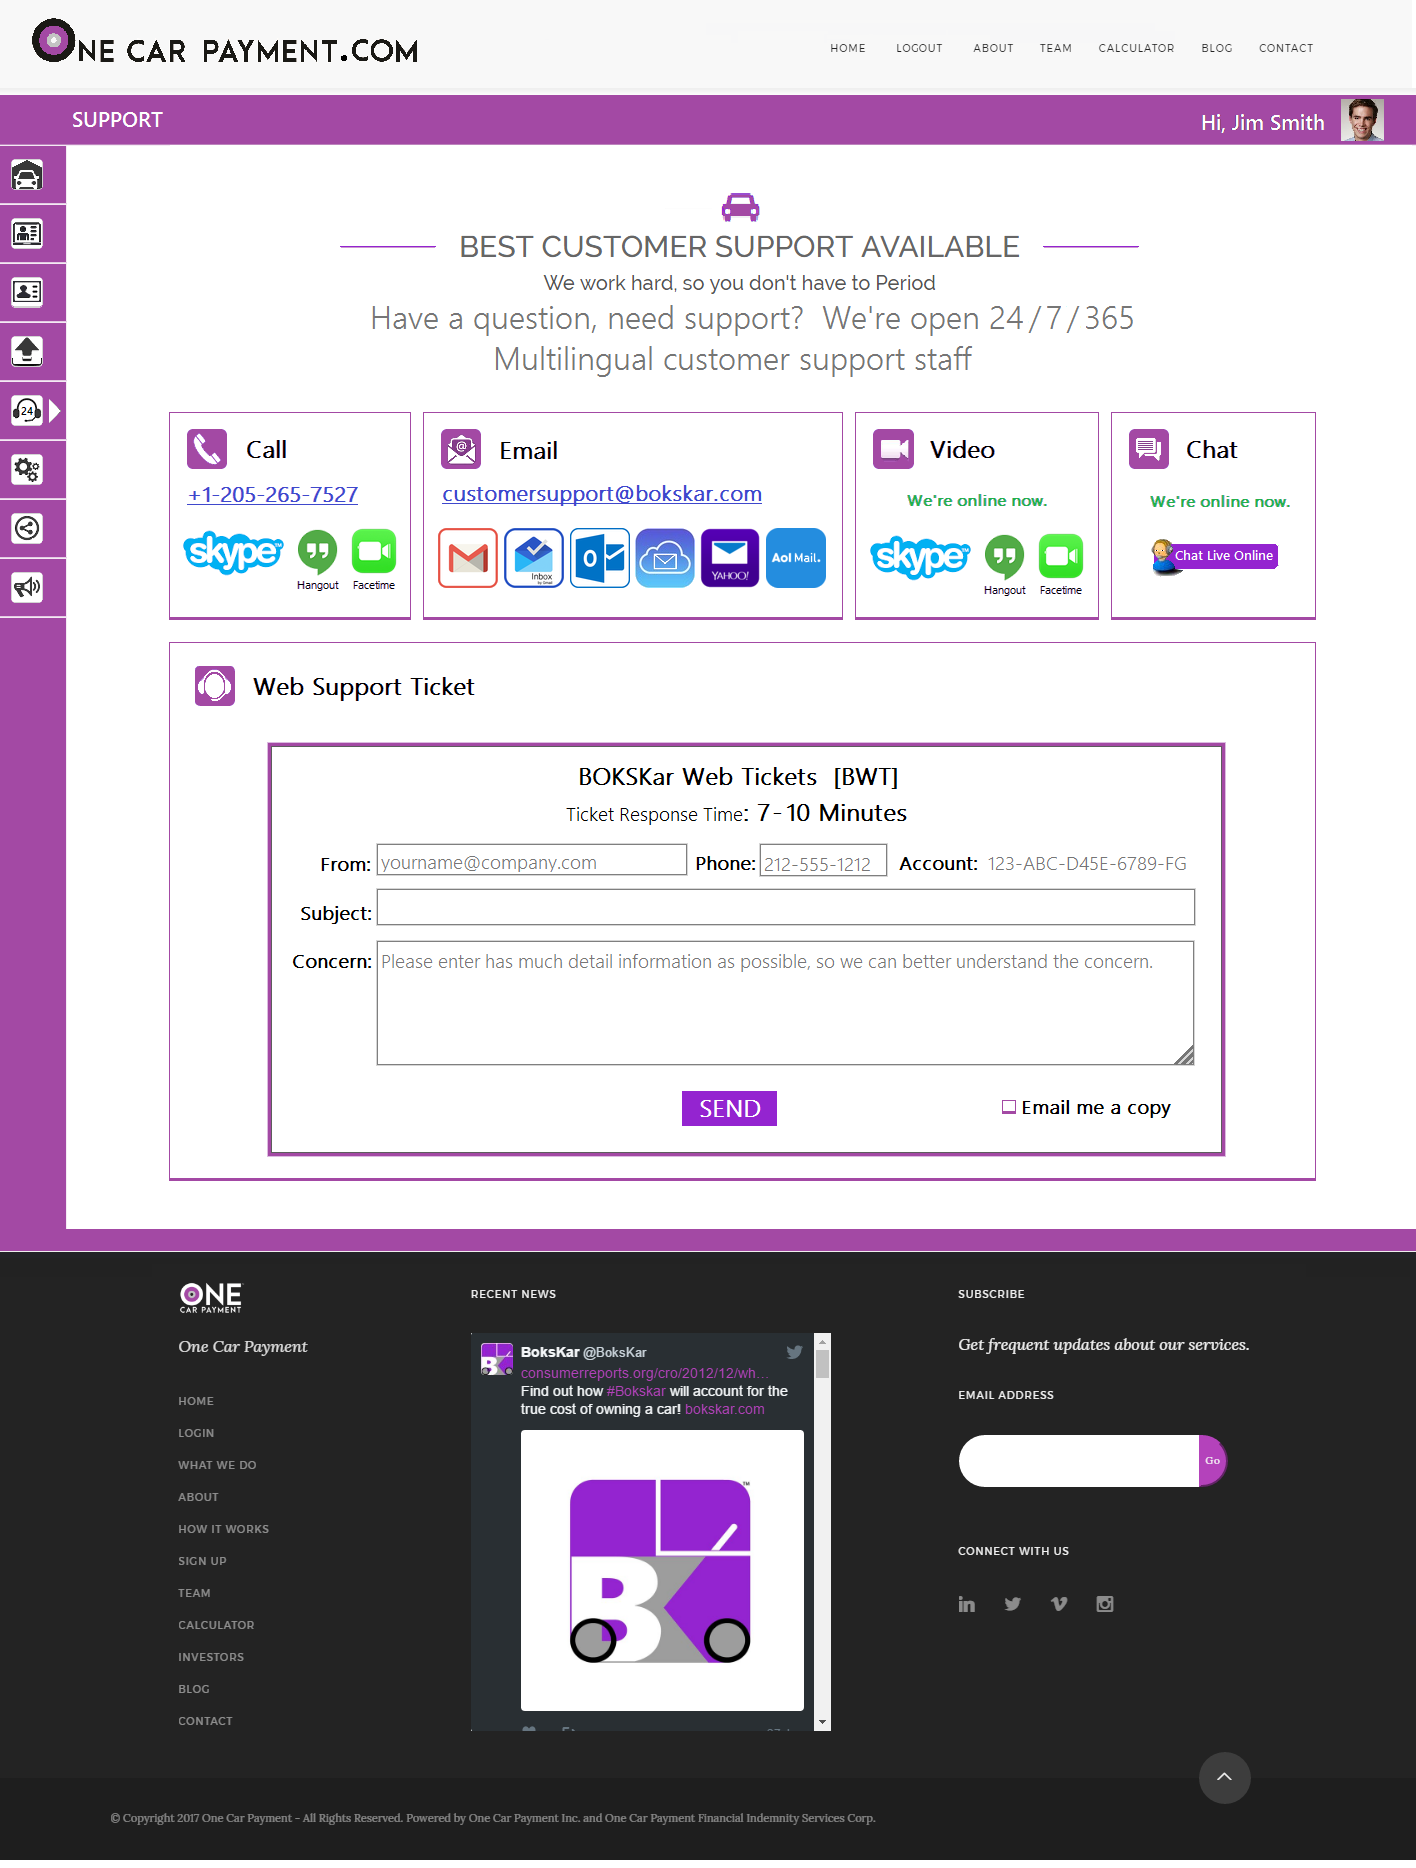 ONE CAR PAYMENT.COM
HOME LOGOUT ABOUT TEAM CALCULATOR BLOG CONTACT
SUPPORT
Hi, Jim Smith
24
BEST CUSTOMER SUPPORT AVAILABLE
We work hard, so you don't have to Period
Have a question, need support? We're open 24/7/365
Multilingual customer support staff
Call
+1-205-265-7527
skype™
Hangout
Facetime
Email
customersupport@bokskar.com
Inbox
by Gmail
YAHOO!
Aol Mail.
Video
We're online now.
skype™
Hangout
Facetime
Chat
We're online now.
Chat Live Online
Web Support Ticket
BOKSKar Web Tickets [BWT]
Ticket Response Time: 7-10 Minutes
From: yourname@company.com Phone: 212-555-1212 Account: 123-ABC-D45E-6789-FG
Subject:
Concern: Please enter has much detail information as possible, so we can better understand the concern.
SEND
Email me a copy
ONE
CAR PAYMENT
One Car Payment
HOME
LOGIN
WHAT WE DO
ABOUT
HOW IT WORKS
SIGN UP
TEAM
CALCULATOR
INVESTORS
BLOG
CONTACT
RECENT NEWS
BoksKar @BoksKar
consumerreports.org/cro/2012/12/wh…
Find out how #Bokskar will account for the
true cost of owning a car! bokskar.com
BK
™
SUBSCRIBE
Get frequent updates about our services.
EMAIL ADDRESS
Go
CONNECT WITH US
© Copyright 2017 One Car Payment - All Rights Reserved. Powered by One Car Payment Inc. and One Car Payment Financial Indemnity Services Corp.